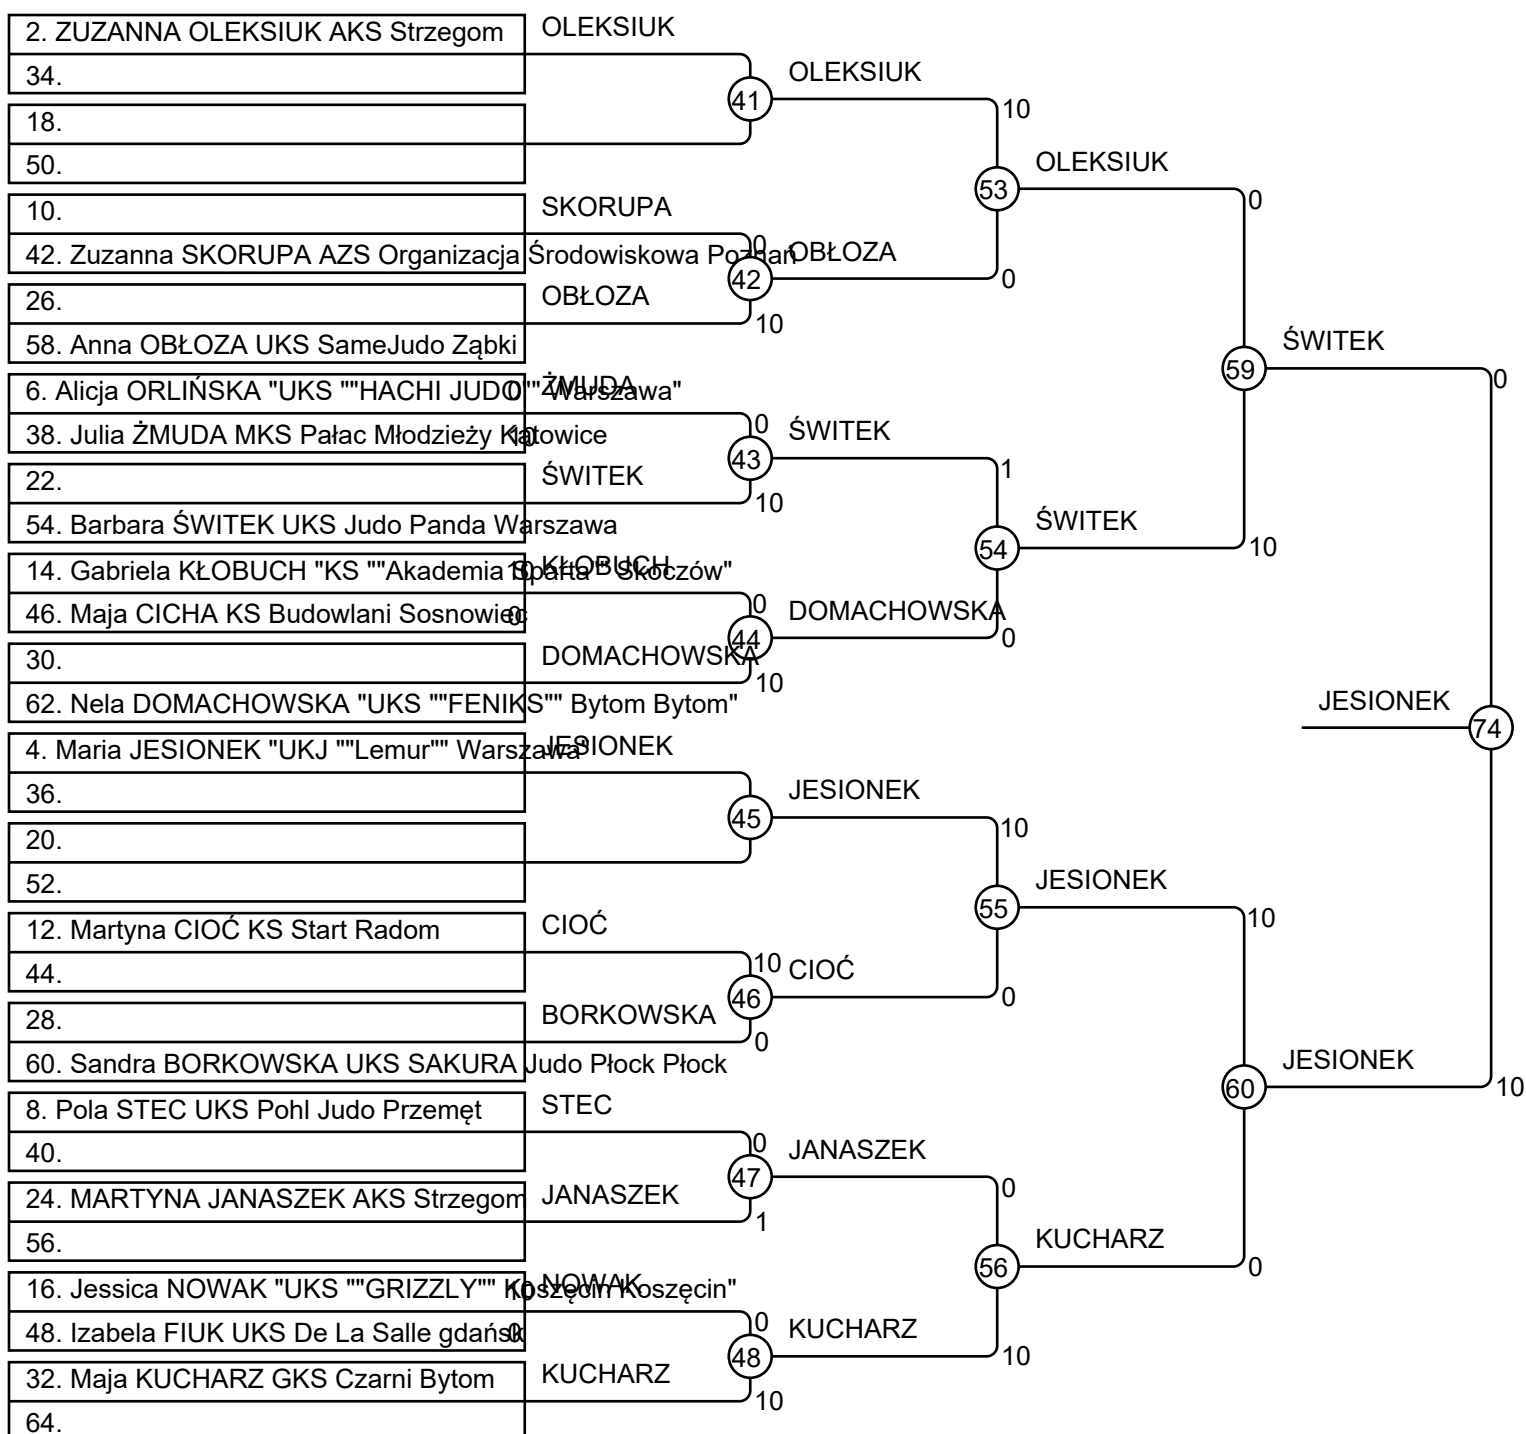 2. ZUZANNA OLEKSIUK AKS Strzegom
OLEKSIUK
34.
41
OLEKSIUK
10
18.
50.
53
OLEKSIUK
0
10.
SKORUPA
42. Zuzanna SKORUPA AZS Organizacja Środowiskowa Poznań
0
42
OBŁOZA
0
26.
OBŁOZA
10
58. Anna OBŁOZA UKS SameJudo Ząbki
59
ŚWITEK
0
6. Alicja ORLIŃSKA "UKS ""HACHI JUDO"" Warszawa"
0
ŻMUDA
38. Julia ŻMUDA MKS Pałac Młodzieży Katowice
10
0
43
ŚWITEK
1
22.
ŚWITEK
10
54. Barbara ŚWITEK UKS Judo Panda Warszawa
54
ŚWITEK
10
14. Gabriela KŁOBUCH "KS ""Akademia Sparta"" Skoczów"
10
KŁOBUCH
46. Maja CICHA KS Budowlani Sosnowiec
0
0
44
DOMACHOWSKA
0
30.
DOMACHOWSKA
10
62. Nela DOMACHOWSKA "UKS ""FENIKS"" Bytom Bytom"
JESIONEK
74
4. Maria JESIONEK "UKJ ""Lemur"" Warszawa"
JESIONEK
36.
45
JESIONEK
10
20.
52.
55
JESIONEK
10
12. Martyna CIOĆ KS Start Radom
CIOĆ
44.
10
46
CIOĆ
0
28.
BORKOWSKA
0
60. Sandra BORKOWSKA UKS SAKURA Judo Płock Płock
60
JESIONEK
10
8. Pola STEC UKS Pohl Judo Przemęt
STEC
40.
0
47
JANASZEK
0
24. MARTYNA JANASZEK AKS Strzegom
JANASZEK
1
56.
56
KUCHARZ
0
16. Jessica NOWAK "UKS ""GRIZZLY"" Koszęcin Koszęcin"
10
NOWAK
48. Izabela FIUK UKS De La Salle gdańsk
0
0
48
KUCHARZ
10
32. Maja KUCHARZ GKS Czarni Bytom
KUCHARZ
10
64.